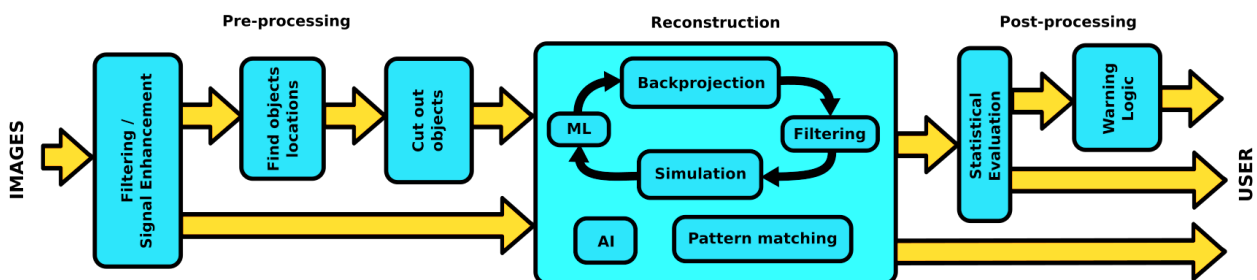 Pre-processing
Reconstruction
Post-processing
IMAGES
Filtering /
Signal Enhancement
Find objects
locations
Cut out
objects
Backprojection
ML
Filtering
Simulation
AI
Pattern matching
Statistical
Evaluation
Warning
Logic
USER